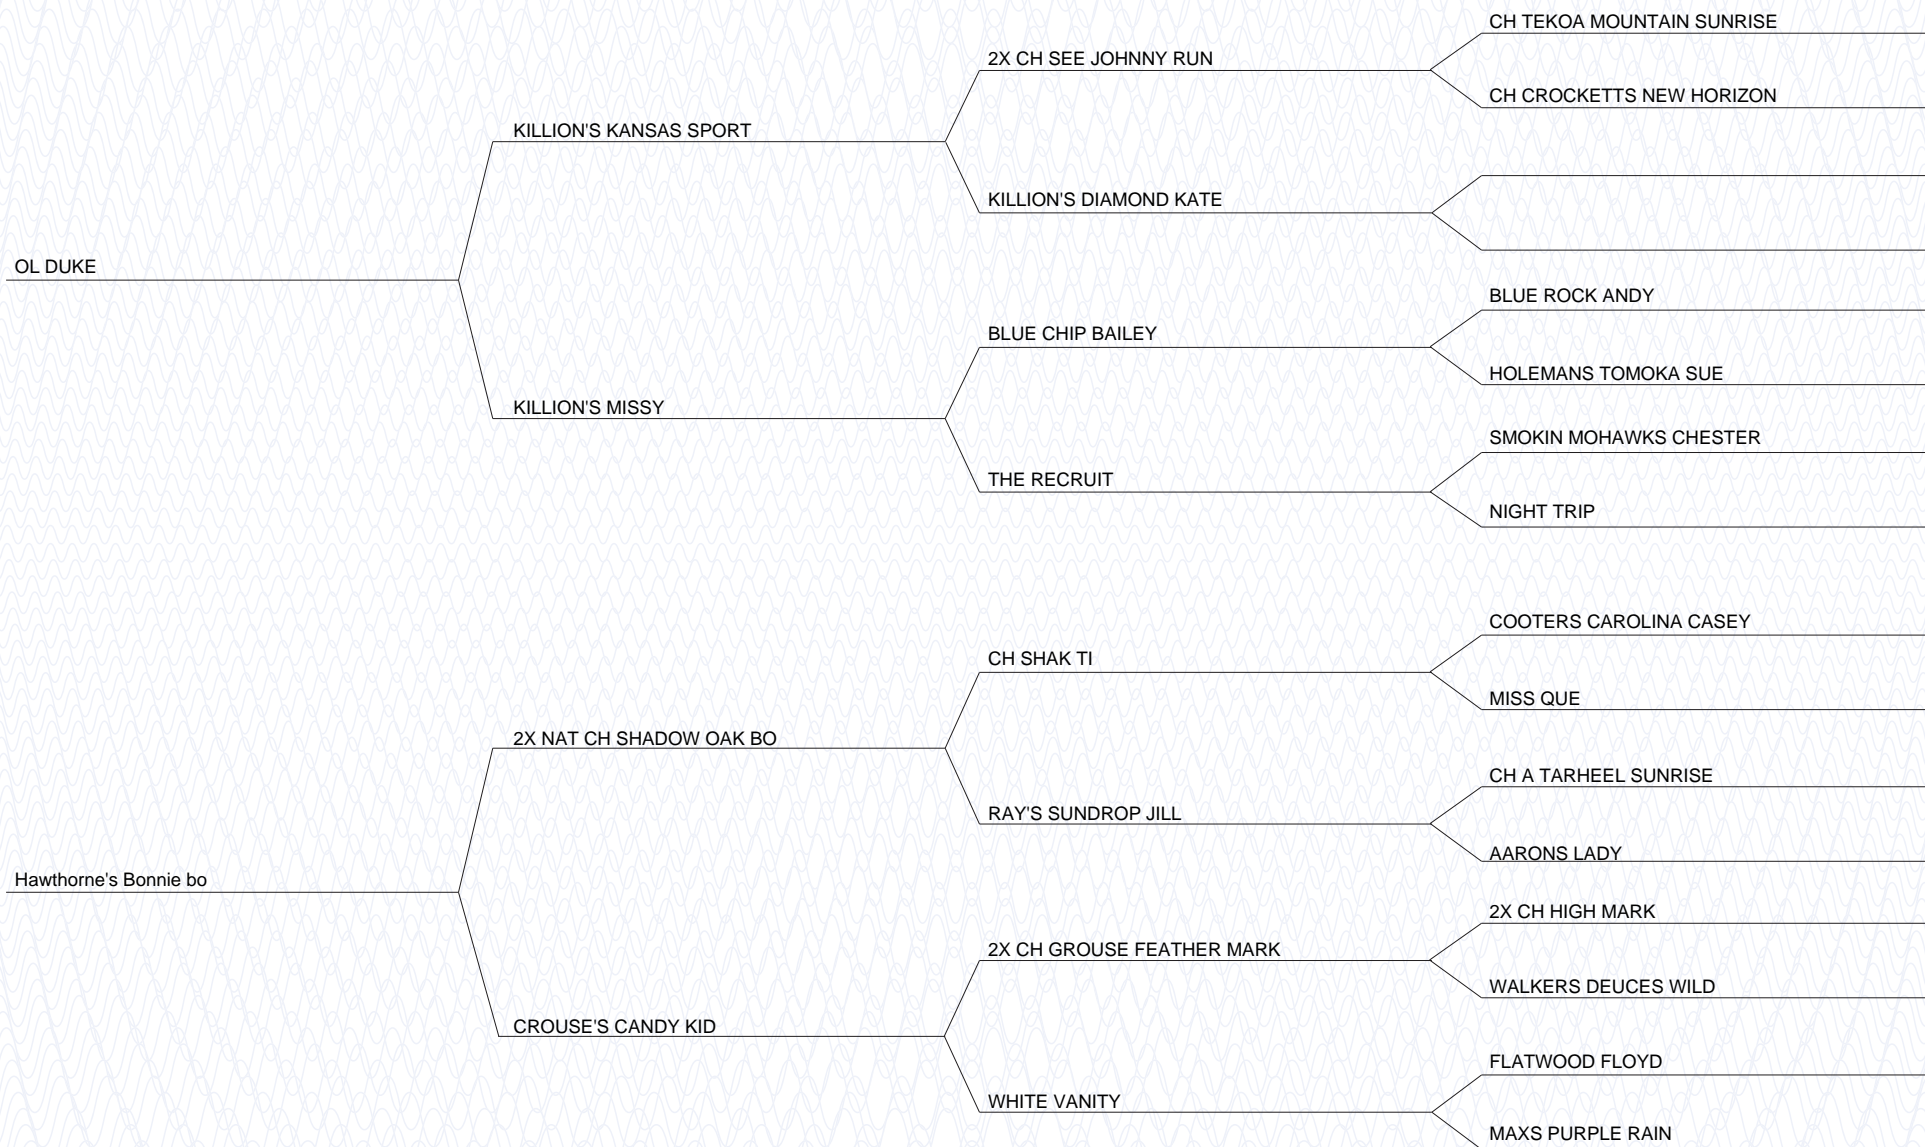 CH TEKOA MOUNTAIN SUNRISE
2X CH SEE JOHNNY RUN
CH CROCKETTS NEW HORIZON
KILLION'S KANSAS SPORT
KILLION'S DIAMOND KATE
OL DUKE
BLUE ROCK ANDY
BLUE CHIP BAILEY
HOLEMANS TOMOKA SUE
KILLION'S MISSY
SMOKIN MOHAWKS CHESTER
THE RECRUIT
NIGHT TRIP
COOTERS CAROLINA CASEY
CH SHAK TI
MISS QUE
2X NAT CH SHADOW OAK BO
CH A TARHEEL SUNRISE
RAY'S SUNDROP JILL
AARONS LADY
Hawthorne's Bonnie bo
2X CH HIGH MARK
2X CH GROUSE FEATHER MARK
WALKERS DEUCES WILD
CROUSE'S CANDY KID
FLATWOOD FLOYD
WHITE VANITY
MAXS PURPLE RAIN